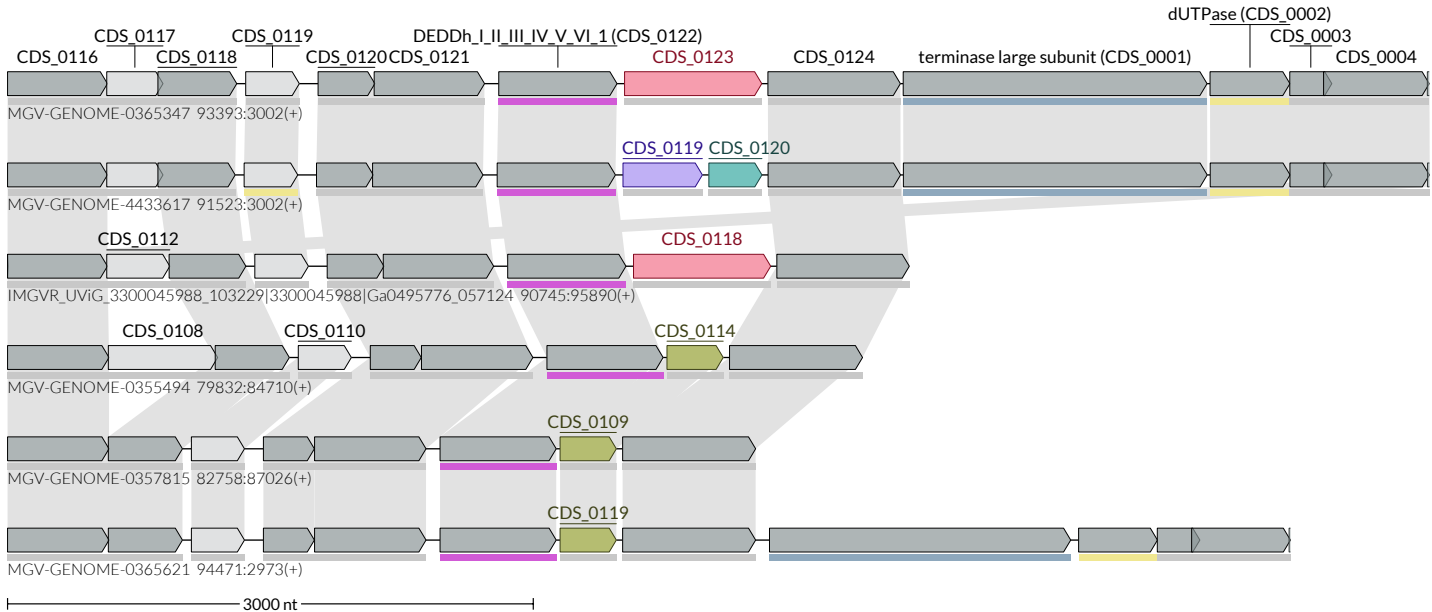 dUTPase (CDS_0002)
CDS_0117 CDS_0119 DEDDh_I_II_III_IV_V_VI_1 (CDS_0122) CDS_0003
CDS_0116 CDS_0118 CDS_0120 CDS_0121 CDS_0123 CDS_0124 terminase large subunit (CDS_0001) CDS_0004
MGV-GENOME-0365347 93393:3002(+)
CDS_0119 CDS_0120
MGV-GENOME-4433617 91523:3002(+)
CDS_0112 CDS_0118
IMGVR_UViG_3300045988_103229|3300045988|Ga0495776_057124 90745:95890(+)
CDS_0108 CDS_0110 CDS_0114
MGV-GENOME-0355494 79832:84710(+)
CDS_0109
MGV-GENOME-0357815 82758:87026(+)
CDS_0119
MGV-GENOME-0365621 94471:2973(+)
3000 nt